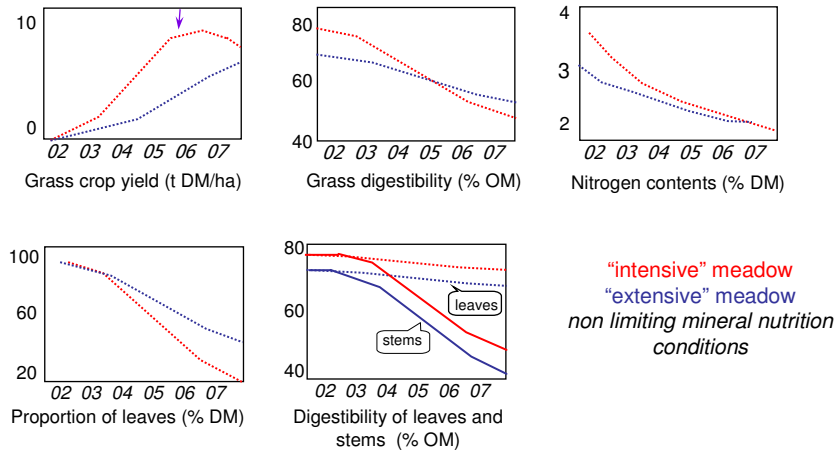 10
0
02 03 04 05 06 07
Grass crop yield (t DM/ha)
80
60
40
02 03 04 05 06 07
Grass digestibility (% OM)
4
3
2
02 03 04 05 06 07
Nitrogen contents (% DM)
100
60
20
02 03 04 05 06 07
Proportion of leaves (% DM)
80
60
40
leaves
stems
02 03 04 05 06 07
Digestibility of leaves and
stems (% OM)
“intensive” meadow
“extensive” meadow
non limiting mineral nutrition
conditions